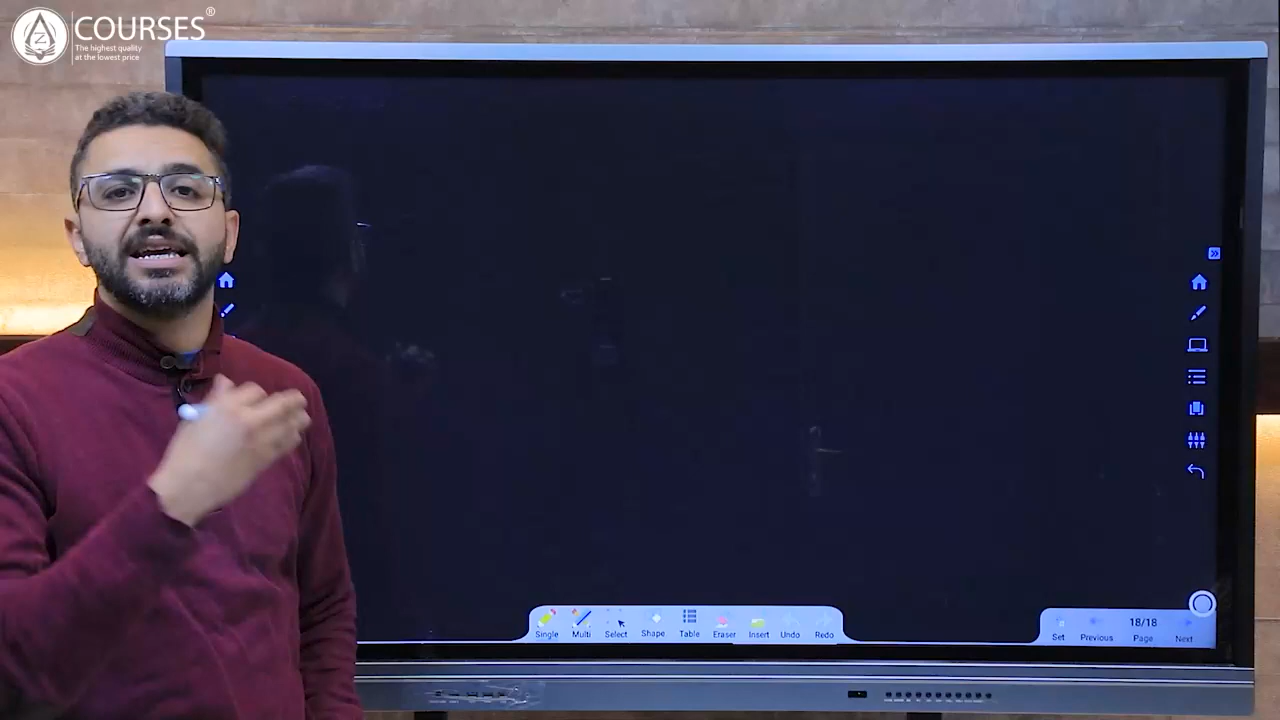 COURSES®
The highest quality
at the lowest price
Single Multi Select Shape Table Eraser Insert Undo Redo
18/18
Set Previous Page Next